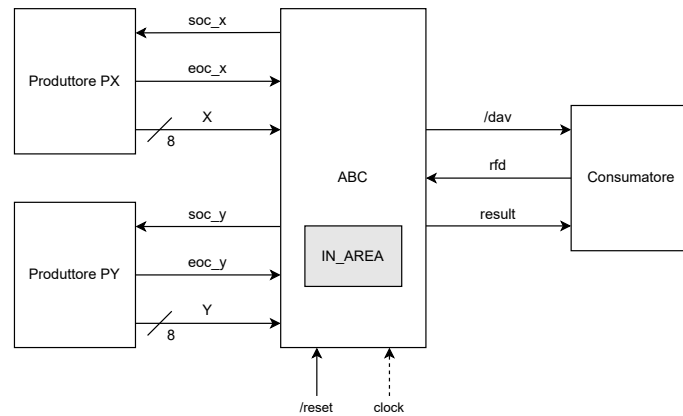 soc_x
Produttore PX
eoc_x
X
8
/dav
ABC
rfd
Consumatore
result
soc_y
IN_AREA
Produttore PY
eoc_y
Y
8
/reset
clock